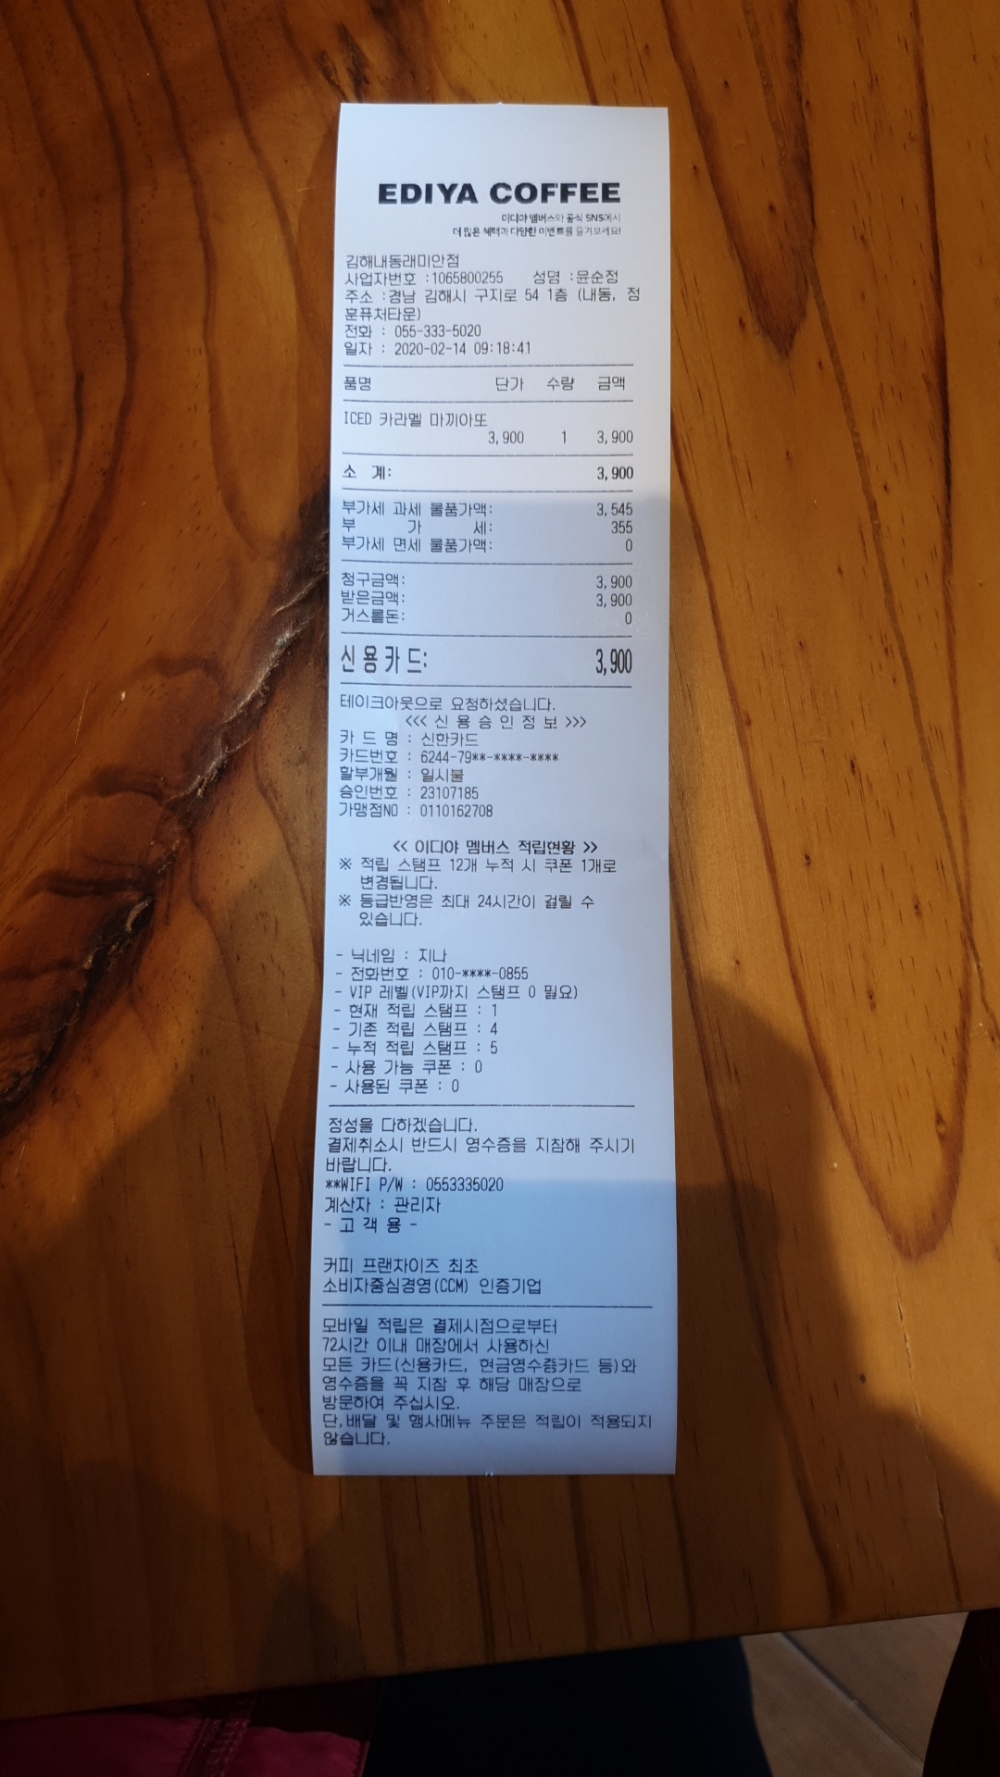 EDIYA COFFEE
이디야 멤버스와 공식 SNS에서
더 많은 혜택과 다양한 이벤트를 즐겨보세요!
김해내동래미안점
사업자번호 :1065800255 성명 :윤순정
주소 :경남 김해시 구지로 54 1층 (내동, 정
훈퓨처타운)
전화 : 055-333-5020
일자 : 2020-02-14 09:18:41
품명 단가 수량 금액
ICED 카라멜 마끼아또
3,900 1 3,900
소 계: 3,900
부가세 과세 물품가액: 3,545
부 가 세: 355
부가세 면세 물품가액: 0
청구금액: 3,900
받은금액: 3,900
거스름돈: 0
신용카드: 3,900
테이크아웃으로 요청하셨습니다.
<<< 신 용 승 인 정 보 >>>
카 드 명 : 신한카드
카드번호 : 6244-79**-****-****
할부개월 : 일시불
승인번호 : 23107185
가맹점NO : 0110162708
<< 이디야 멤버스 적립현황 >>
※ 적립 스탬프 12개 누적 시 쿠폰 1개로
변경됩니다.
※ 등급반영은 최대 24시간이 걸릴 수
있습니다.
- 닉네임 : 지나
- 전화번호 : 010-****-0855
- VIP 레벨(VIP까지 스탬프 0 필요)
- 현재 적립 스탬프 : 1
- 기존 적립 스탬프 : 4
- 누적 적립 스탬프 : 5
- 사용 가능 쿠폰 : 0
- 사용된 쿠폰 : 0
정성을 다하겠습니다.
결제취소시 반드시 영수증을 지참해 주시기
바랍니다.
**WIFI P/W : 0553335020
계산자 : 관리자
- 고 객 용 -
커피 프랜차이즈 최초
소비자중심경영(CCM) 인증기업
모바일 적립은 결제시점으로부터
72시간 이내 매장에서 사용하신
모든 카드(신용카드, 현금영수증카드 등)와
영수증을 꼭 지참 후 해당 매장으로
방문하여 주십시오.
단,배달 및 행사메뉴 주문은 적립이 적용되지
않습니다.